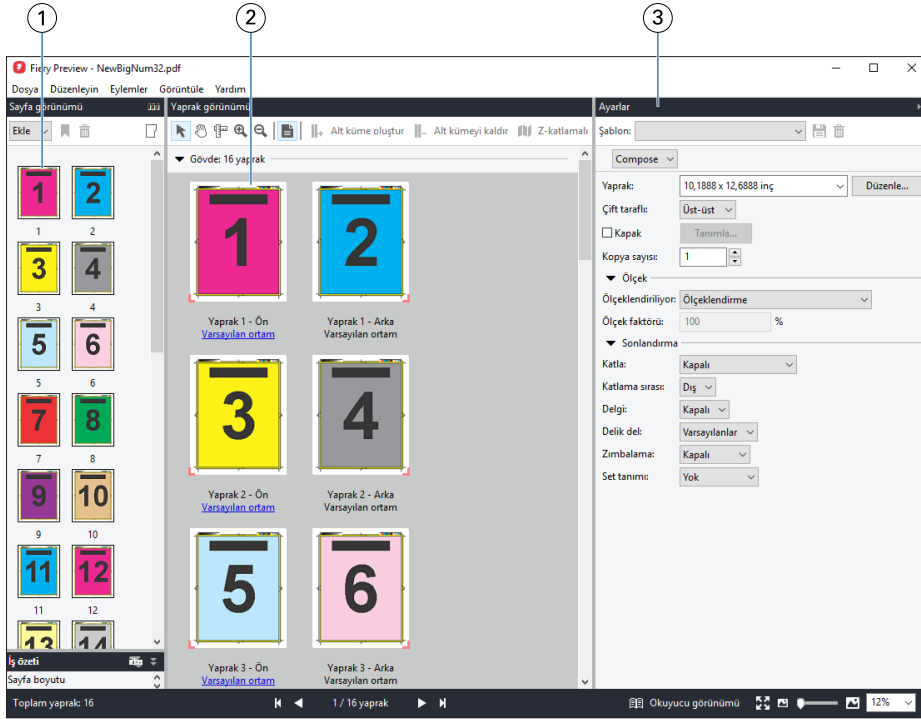 1 2 3
Fiery Preview - NewBigNum32.pdf
Dosya Düzenleyin Eylemler Görüntüle Yardım
Sayfa görünümü
Ekle
1 2
1 2
3 4
3 4
5 6
5 6
7 8
7 8
9 10
9 10
11 12
11 12
13 14
İş özeti
Sayfa boyutu
Yaprak görünümü
Alt küme oluştur Alt kümeyi kaldır Z-katlamalı
Gövde: 16 yaprak
1 2
Yaprak 1 - Ön Yaprak 1 - Arka
Varsayılan ortam Varsayılan ortam
3 4
Yaprak 2 - Ön Yaprak 2 - Arka
Varsayılan ortam Varsayılan ortam
5 6
Yaprak 3 - Ön Yaprak 3 - Arka
Varsayılan ortam Varsayılan ortam
Ayarlar
Şablon:
Compose
Yaprak: 10,1888 x 12,6888 inç Düzenle...
Çift taraflı: Üst-üst
Kapak Tanımla...
Kopya sayısı: 1
Ölçek
Ölçeklendiriliyor: Ölçeklendirme
Ölçek faktörü: 100 %
Sonlandırma
Katla: Kapalı
Katlama sırası: Dış
Delgi: Kapalı
Delik del: Varsayılanlar
Zımbalama: Kapalı
Set tanımı: Yok
Toplam yaprak: 16 1 / 16 yaprak Okuyucu görünümü 12%